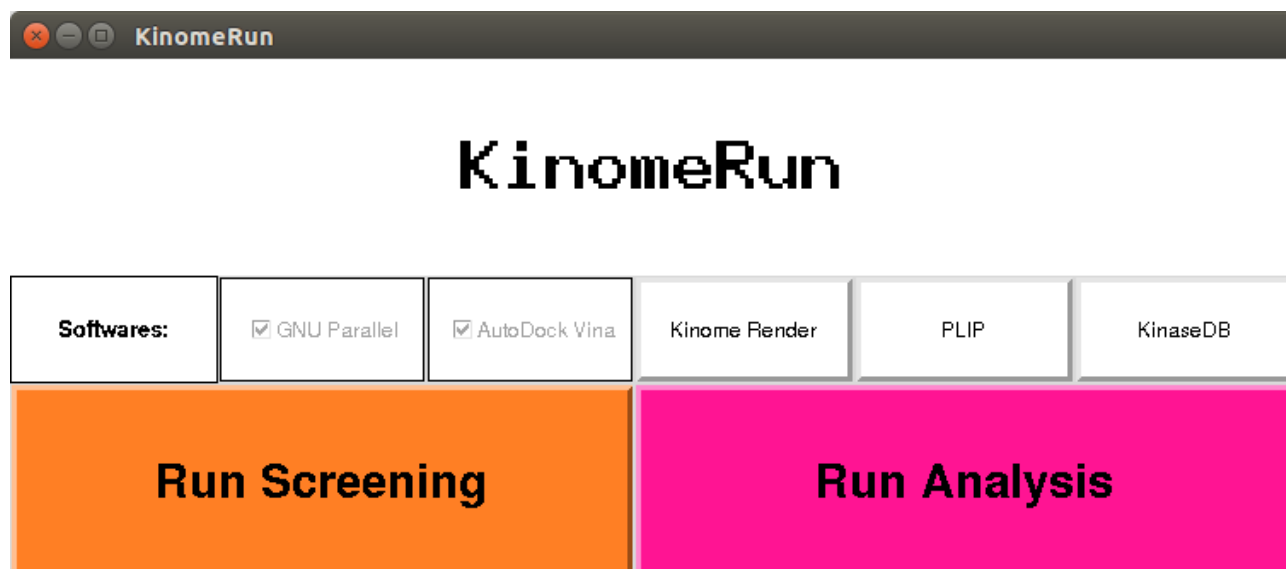 KinomeRun
KinomeRun
Softwares: GNU Parallel AutoDock Vina Kinome Render PLIP KinaseDB
Run Screening Run Analysis